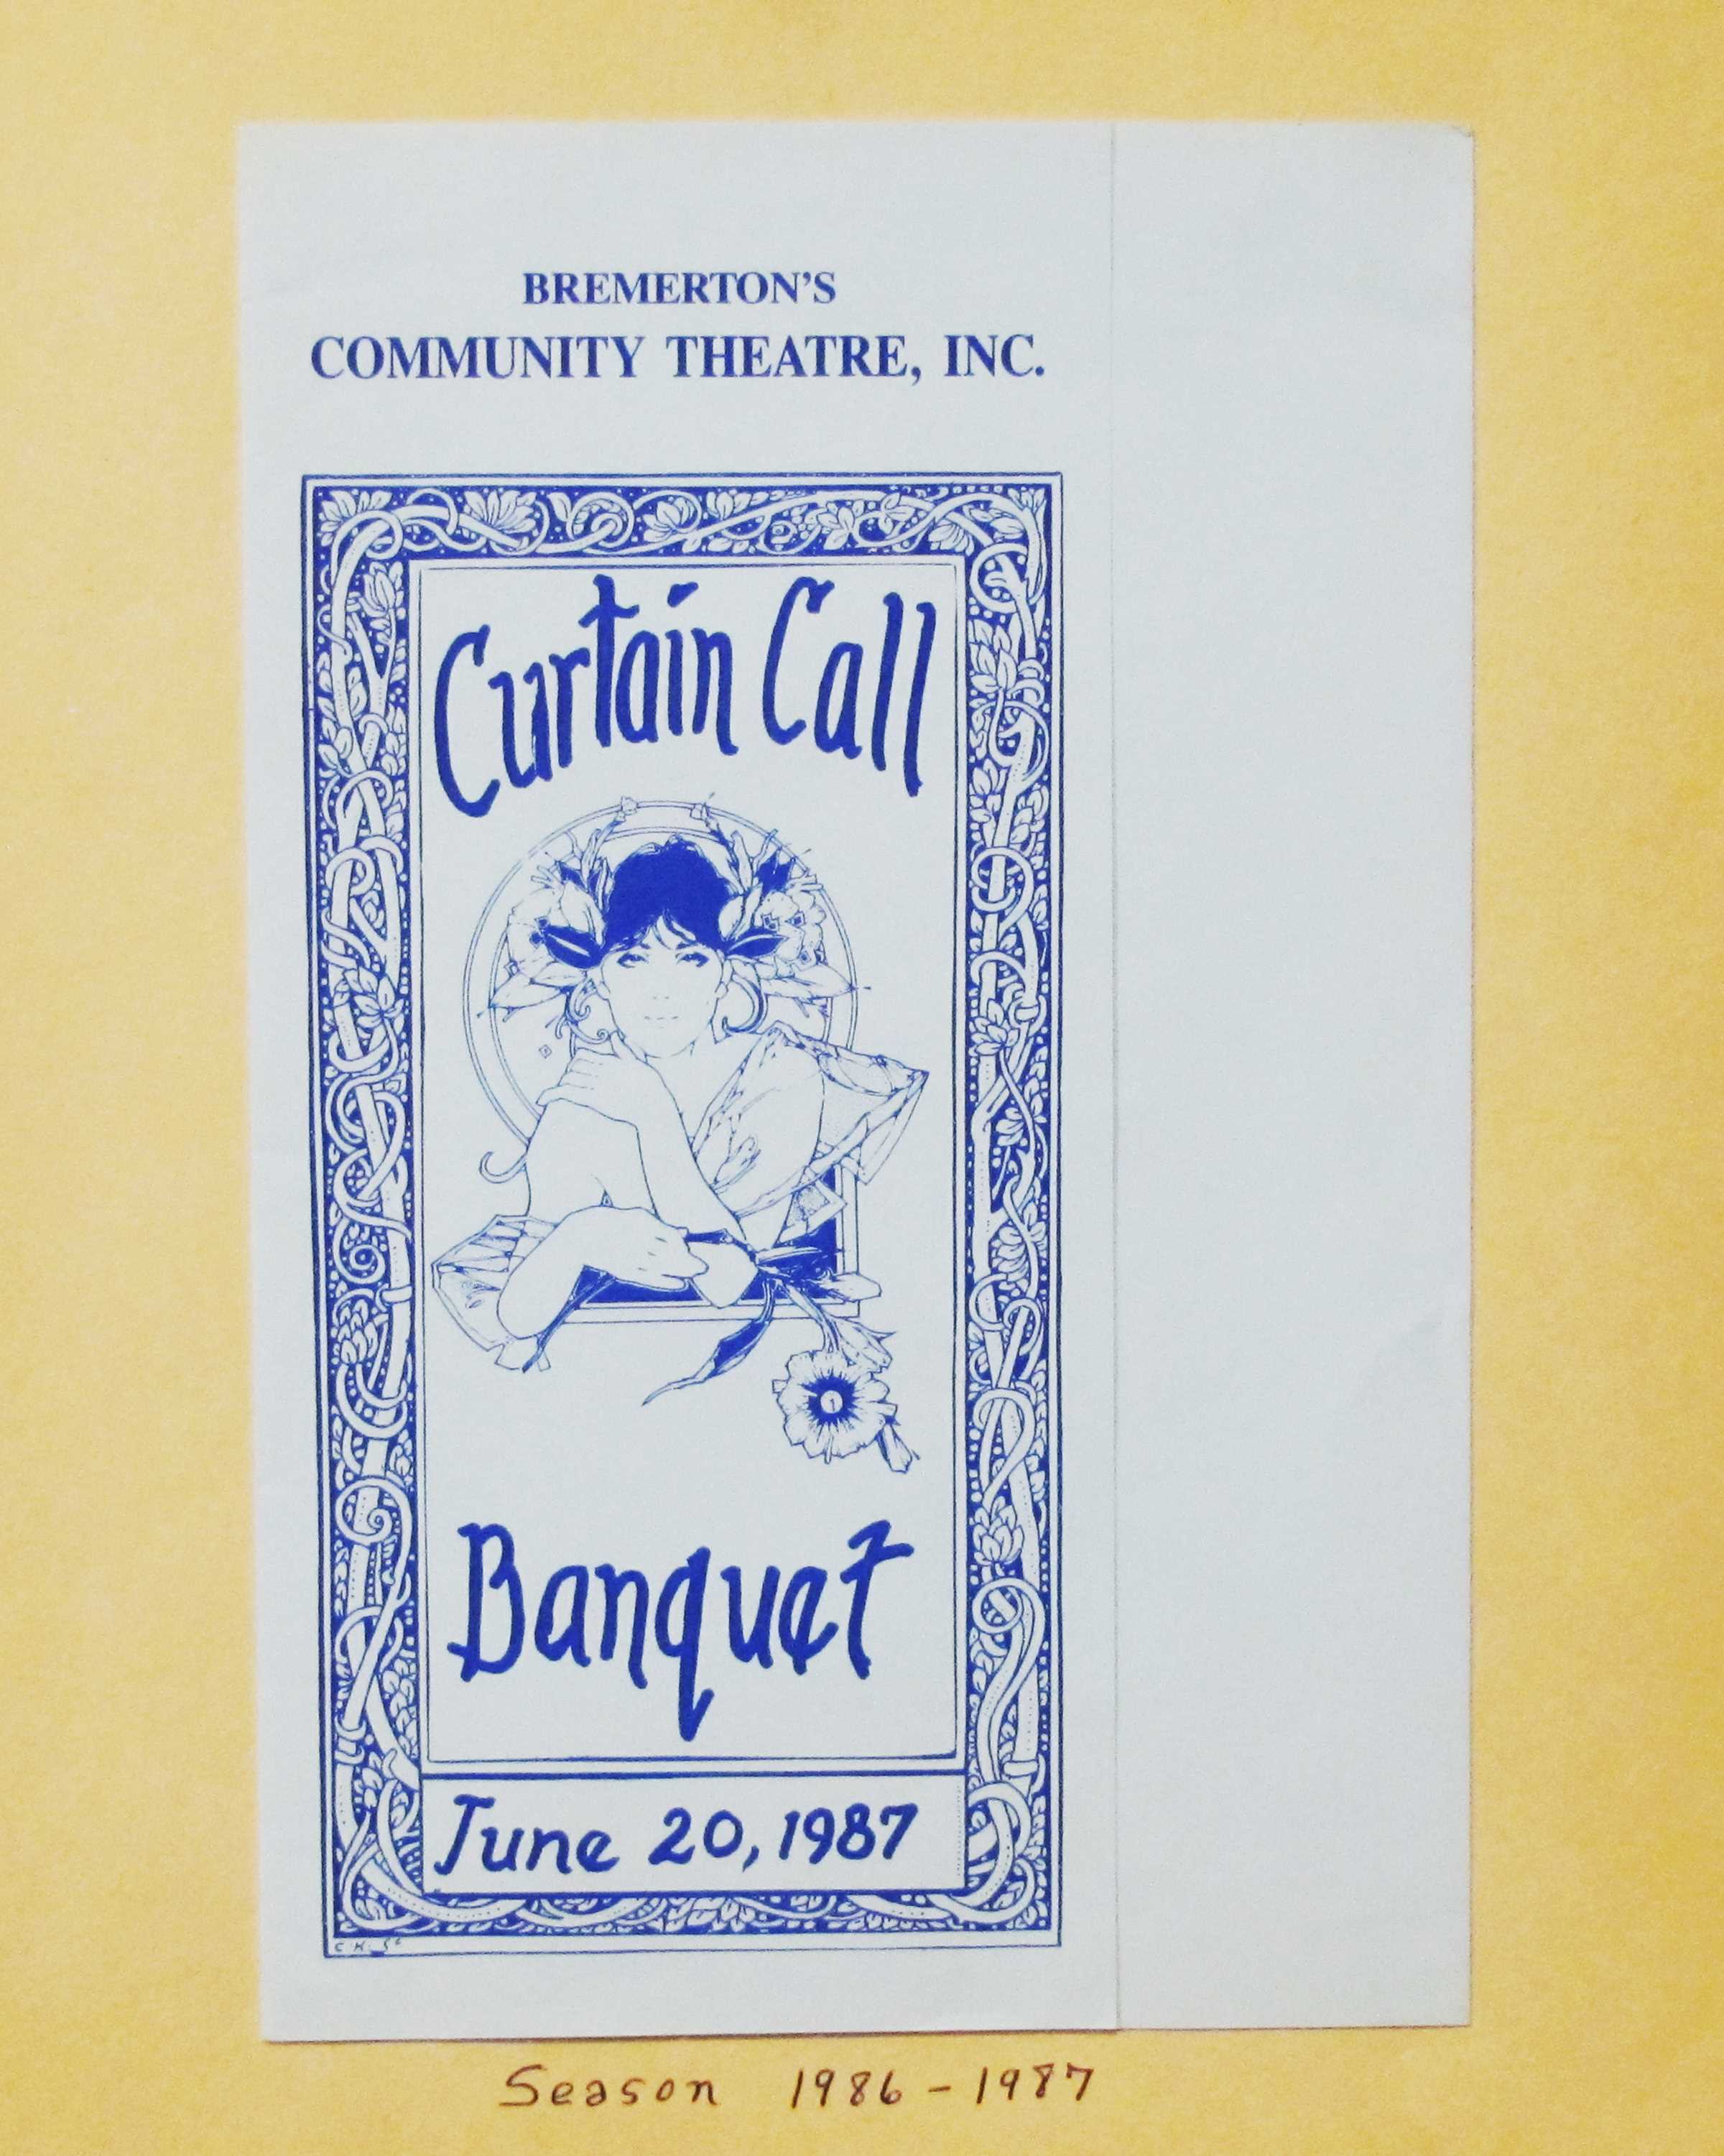 BREMERTON'S
COMMUNITY THEATRE, INC.
Curtain Call
Banquet
June 20, 1987
Season 1986 - 1987